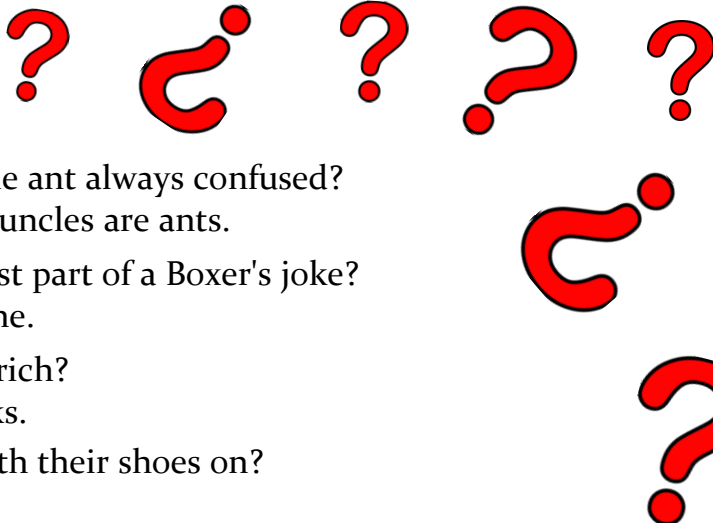 e ant always confused?
uncles are ants.
st part of a Boxer's joke?
ne.
rich?
ks.
th their shoes on?